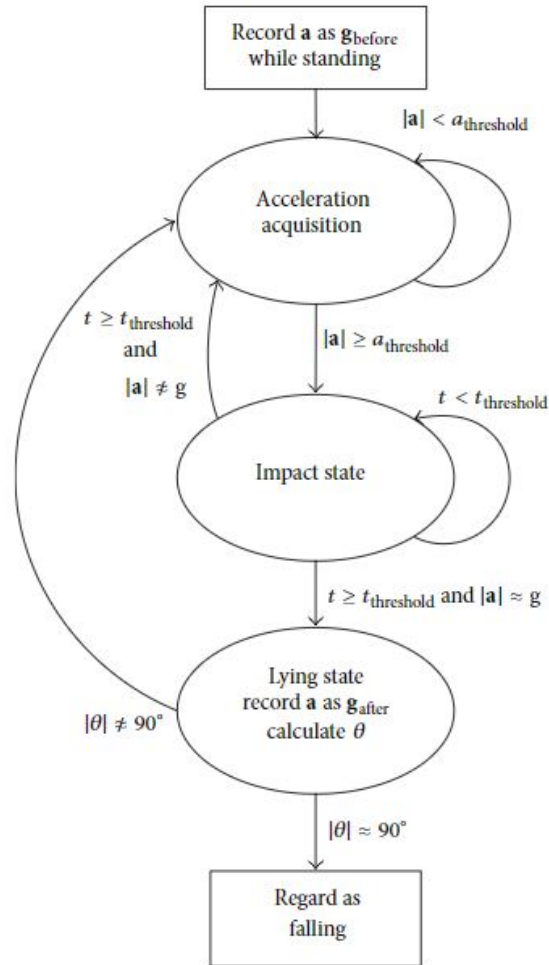 Record a as g_before
while standing
|a| < a_threshold
Acceleration
acquisition
t ≥ t_threshold
and
|a| ≉ g
|a| ≥ a_threshold
t < t_threshold
Impact state
t ≥ t_threshold and |a| ≈ g
Lying state
record a as g_after
calculate θ
|θ| ≉ 90°
|θ| ≈ 90°
Regard as
falling